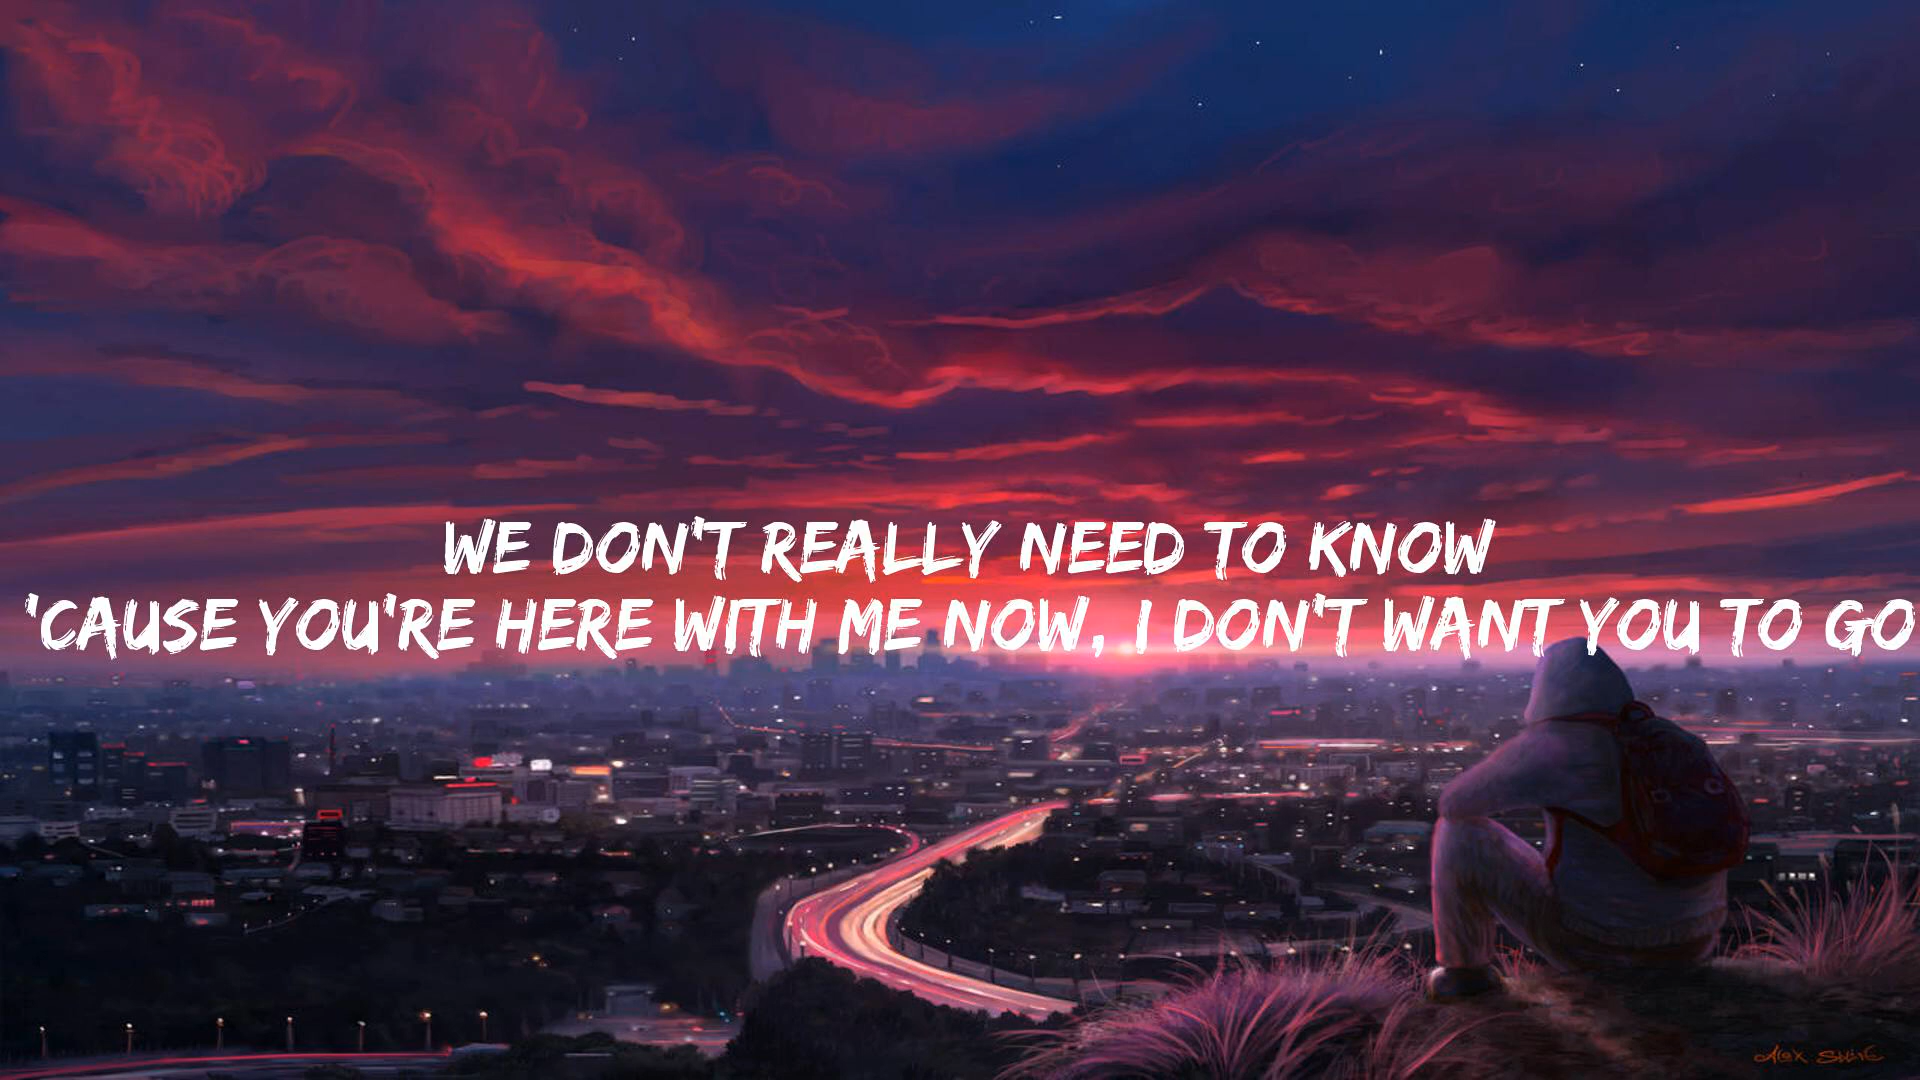 WE DON'T REALLY NEED TO KNOW
'CAUSE YOU'RE HERE WITH ME NOW, I DON'T WANT YOU TO GO